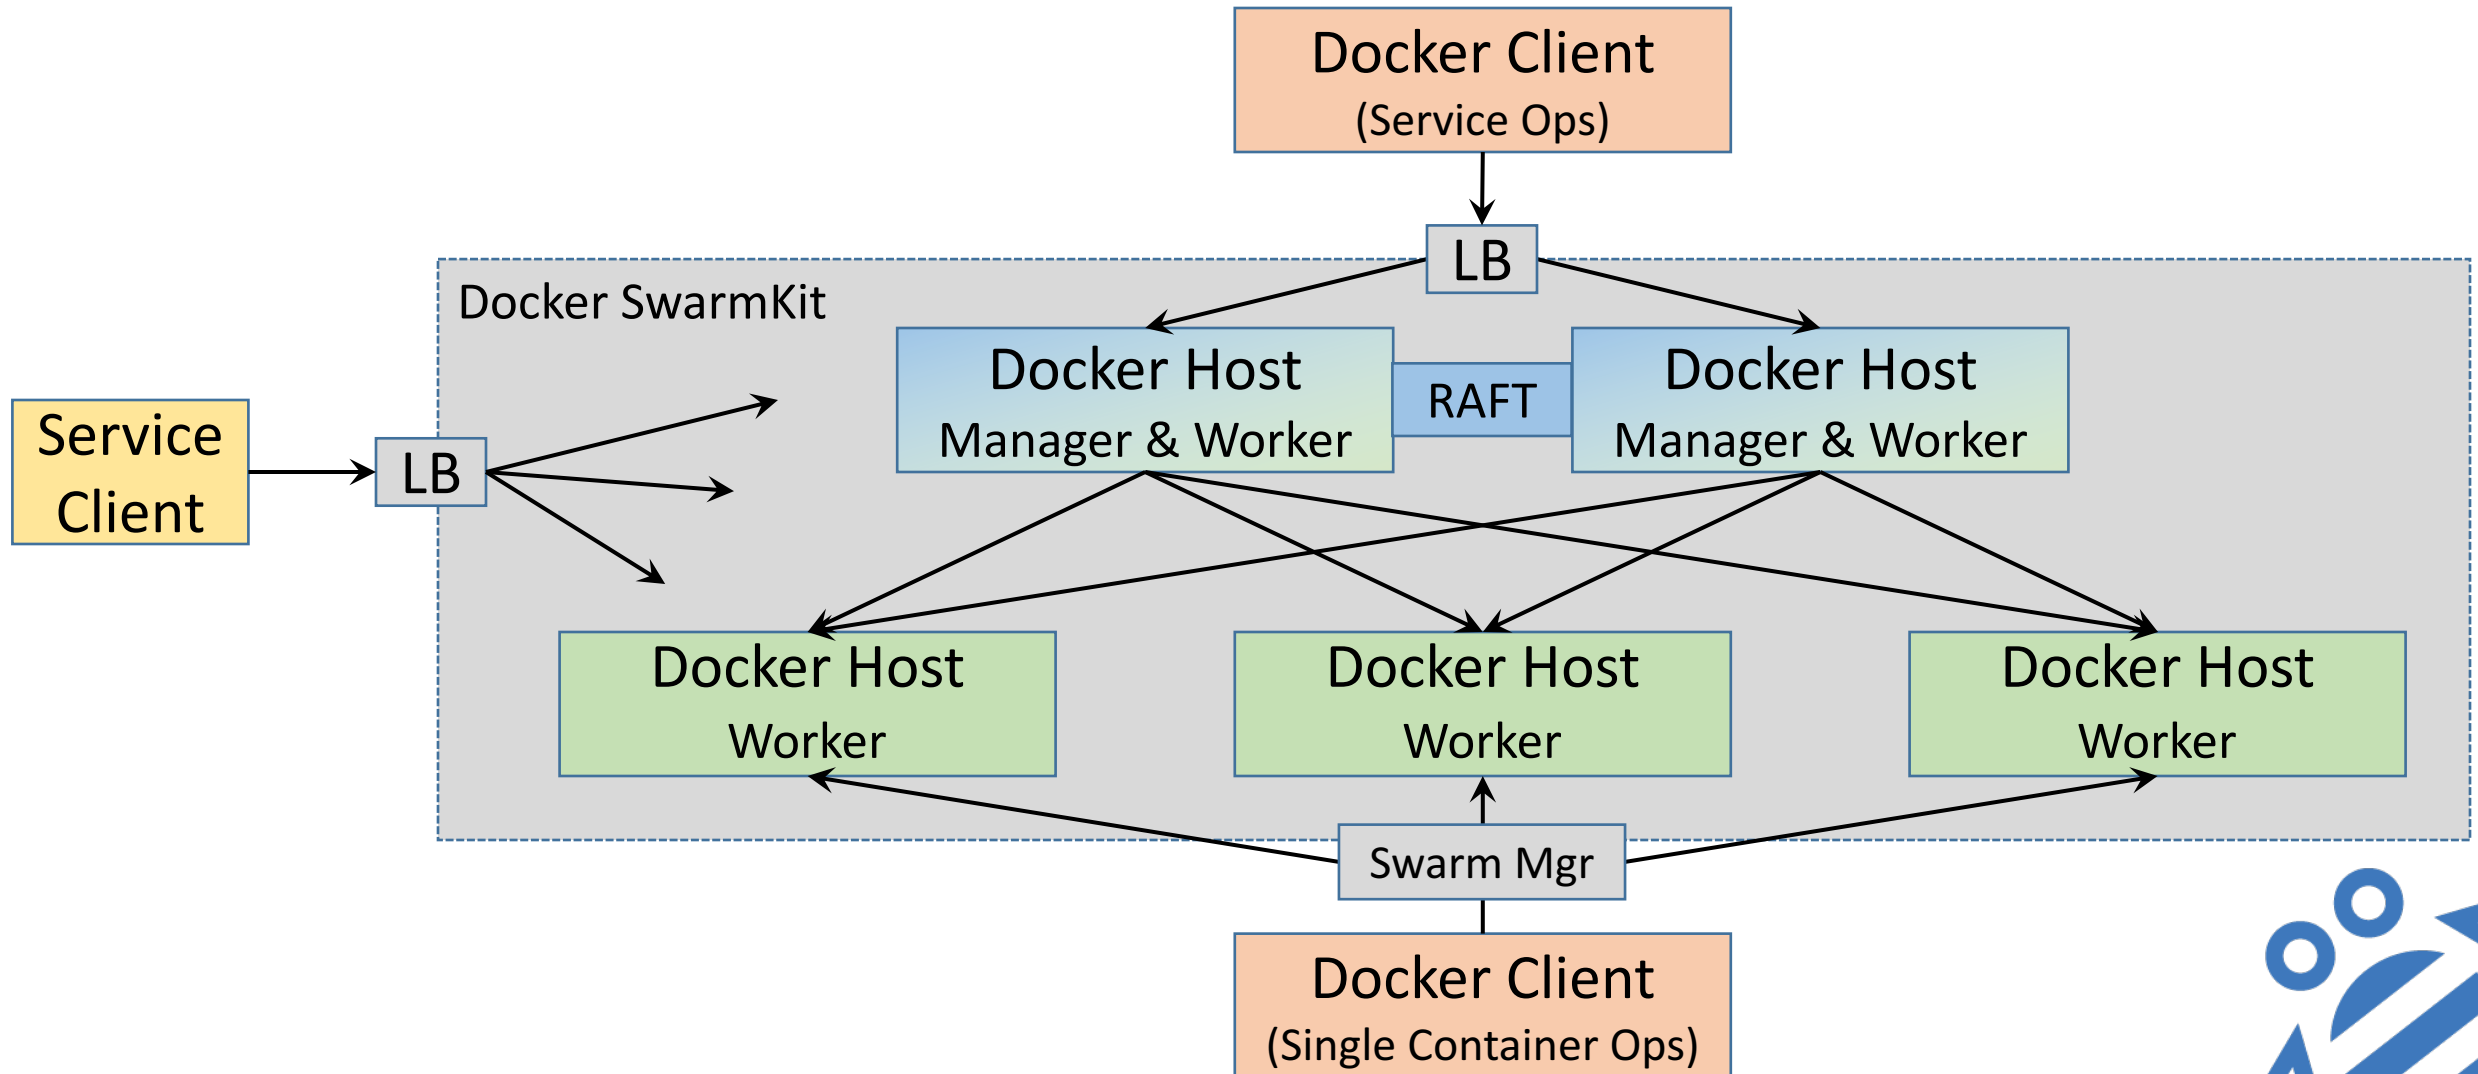 Docker Client
(Service Ops)
LB
Docker SwarmKit
Docker Host
Manager & Worker
RAFT
Docker Host
Manager & Worker
Service
Client
LB
Docker Host
Worker
Docker Host
Worker
Docker Host
Worker
Swarm Mgr
Docker Client
(Single Container Ops)